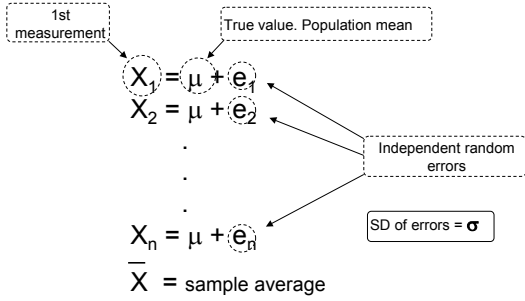 1st
measurement
True value. Population mean
X₁ = μ + e₁
X₂ = μ + e₂
.
.
.
Independent random
errors
Xₙ = μ + eₙ
SD of errors = σ
X̄ = sample average